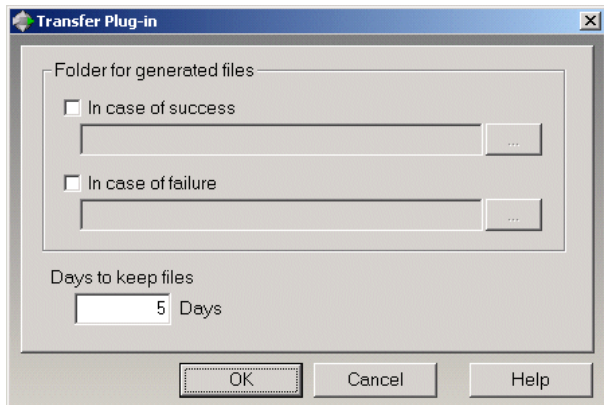 Transfer Plug-in
Folder for generated files
In case of success
...
In case of failure
...
Days to keep files
5 Days
OK Cancel Help